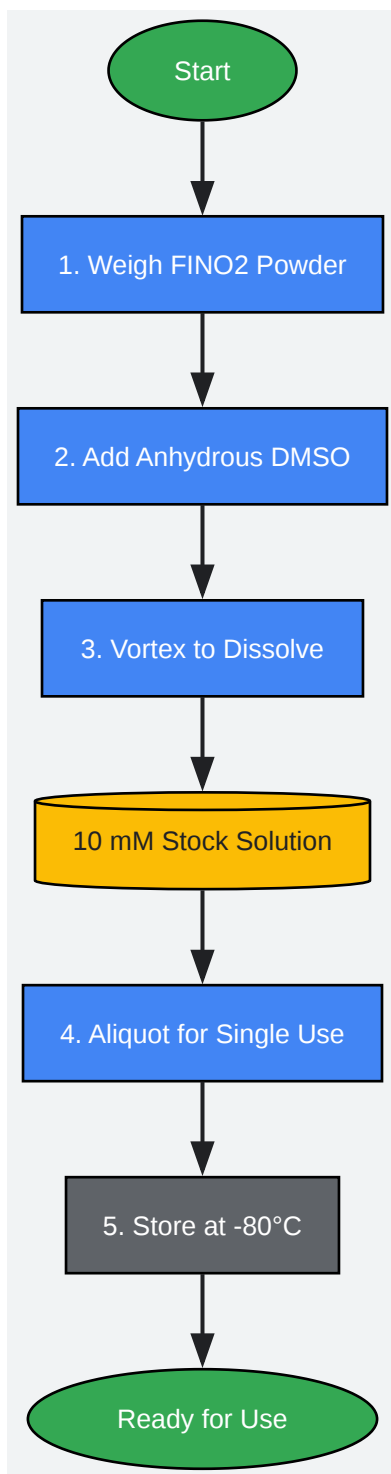 Start
1. Weigh FINO2 Powder
2. Add Anhydrous DMSO
3. Vortex to Dissolve
10 mM Stock Solution
4. Aliquot for Single Use
5. Store at -80°C
Ready for Use